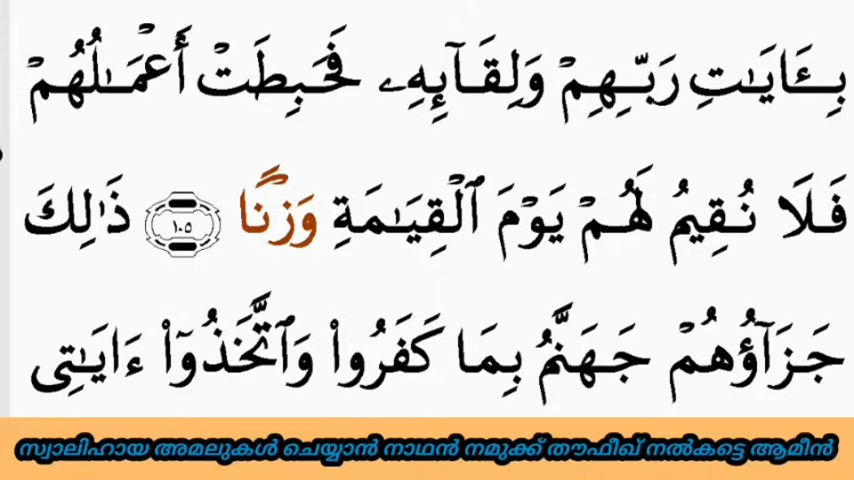 بِـَٔايَـٰتِ رَبِّهِمْ وَلِقَآئِهِۦ فَحَبِطَتْ أَعْمَـٰلُهُمْ
فَلَا نُقِيمُ لَهُمْ يَوْمَ ٱلْقِيَـٰمَةِ وَزْنًا ١٠٥ ذَٰلِكَ
جَزَآؤُهُمْ جَهَنَّمُ بِمَا كَفَرُوا۟ وَٱتَّخَذُوٓا۟ ءَايَـٰتِى
സ്വാലിഹായ അമലുകൾ ചെയ്യാൻ നാഥൻ നമുക്ക് തൗഫീഖ് നൽകട്ടെ ആമീൻ